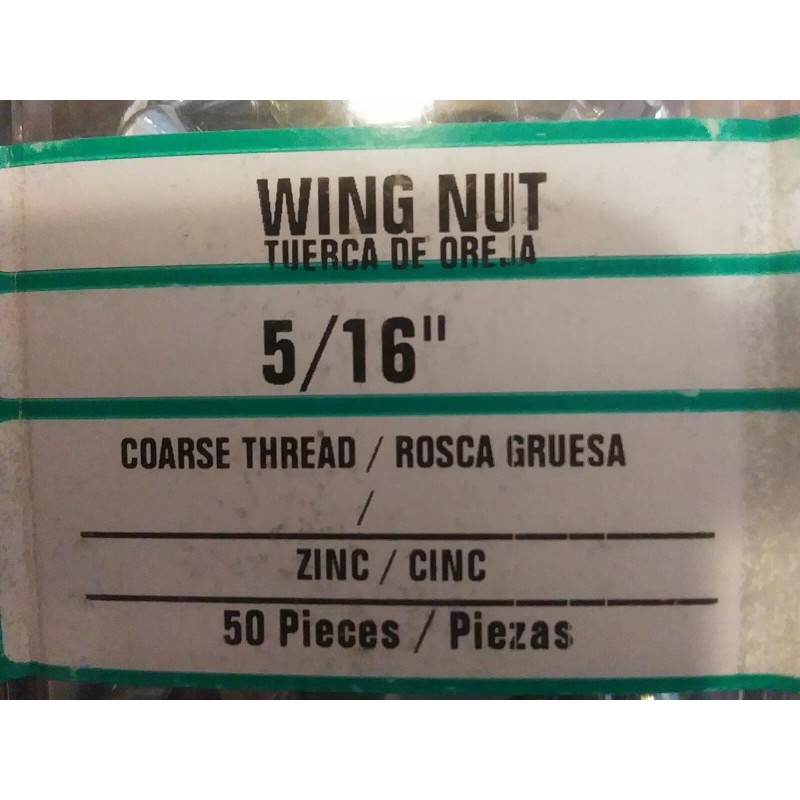 WING NUT
TUERCA DE OREJA
5/16"
COARSE THREAD / ROSCA GRUESA
/
ZINC / CINC
50 Pieces / Piezas